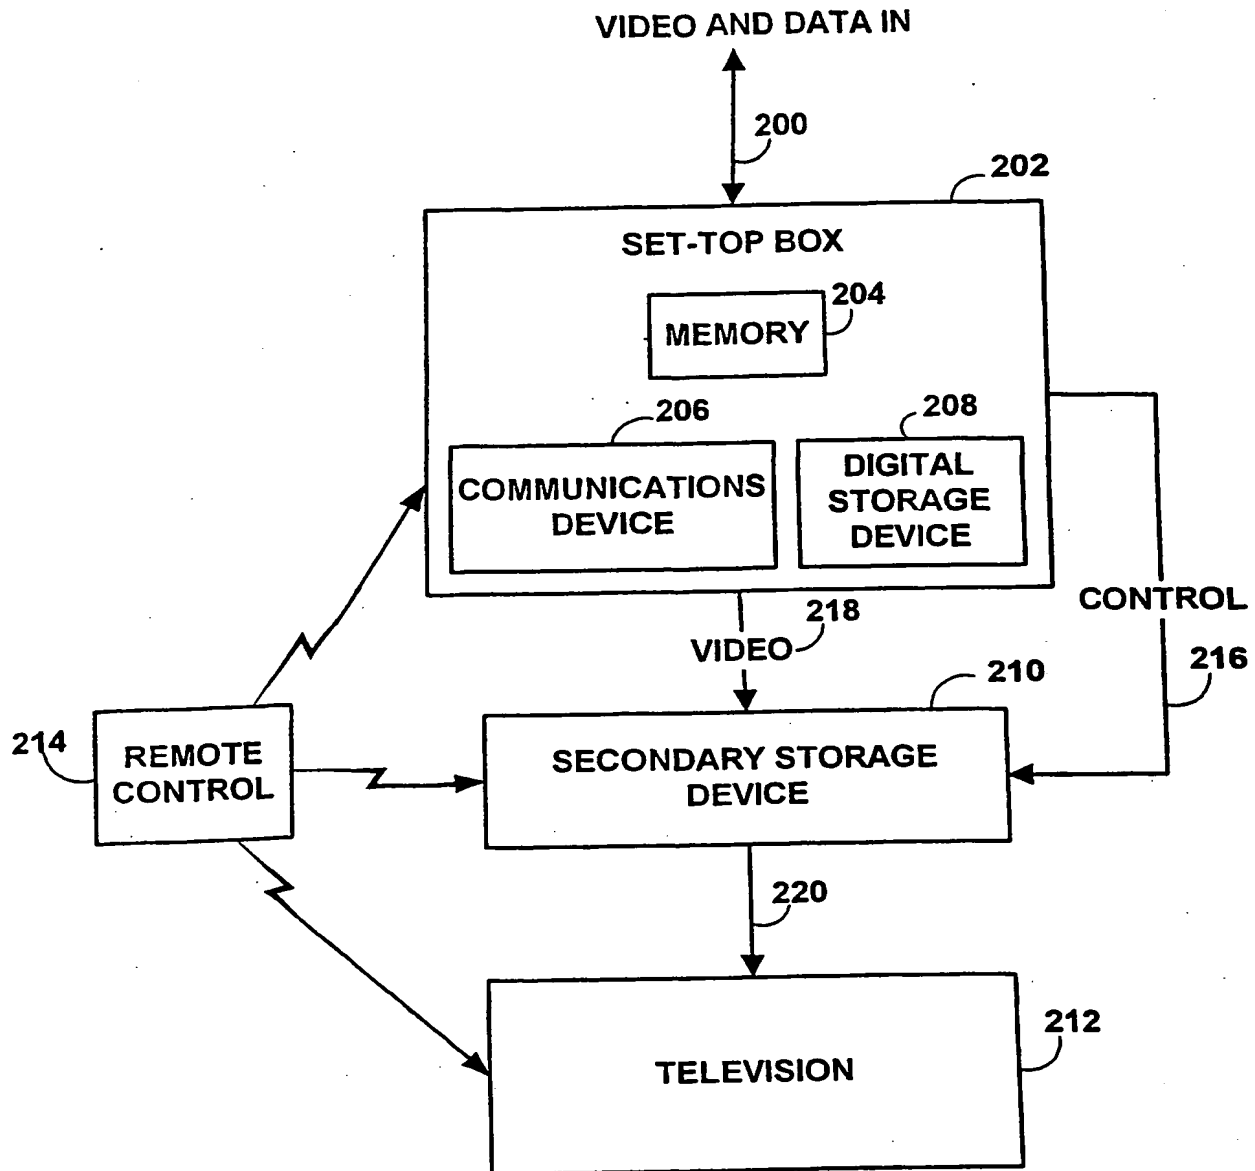 VIDEO AND DATA IN
200
202
SET-TOP BOX
204
MEMORY
206
208
COMMUNICATIONS
DEVICE
DIGITAL
STORAGE
DEVICE
CONTROL
218
VIDEO
216
210
214
REMOTE
CONTROL
SECONDARY STORAGE
DEVICE
220
212
TELEVISION